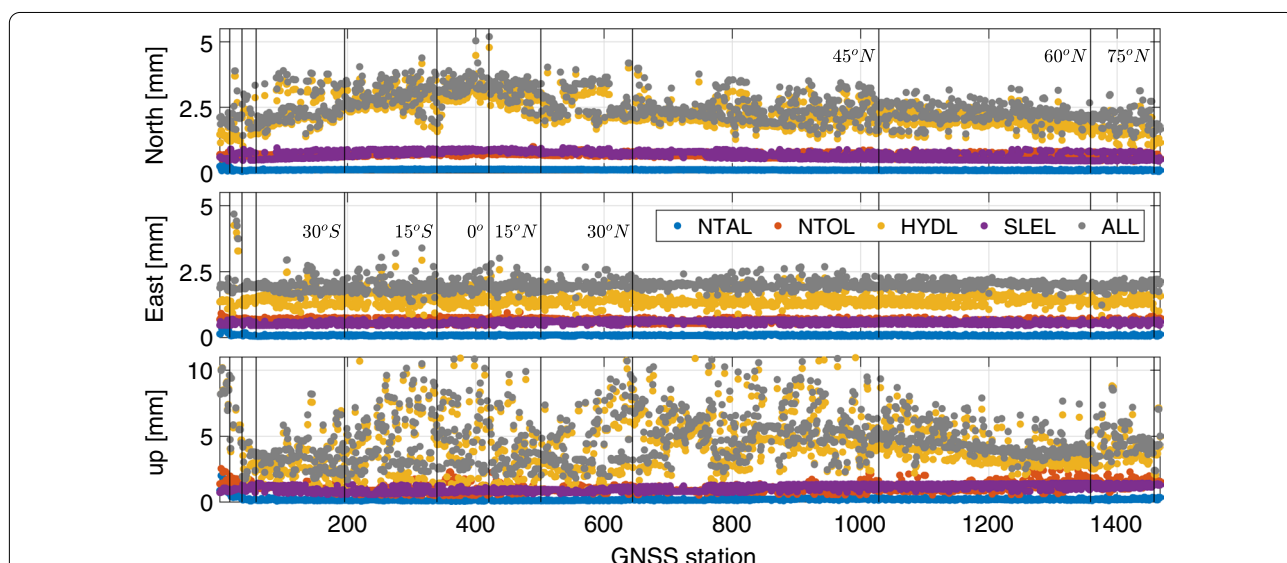 5
2.5
0
North [mm]
45°N
60°N
75°N
5
2.5
0
East [mm]
30°S
15°S
0°
15°N
30°N
NTAL
NTOL
HYDL
SLEL
ALL
10
5
0
up [mm]
200
400
600
800
1000
1200
1400
GNSS station